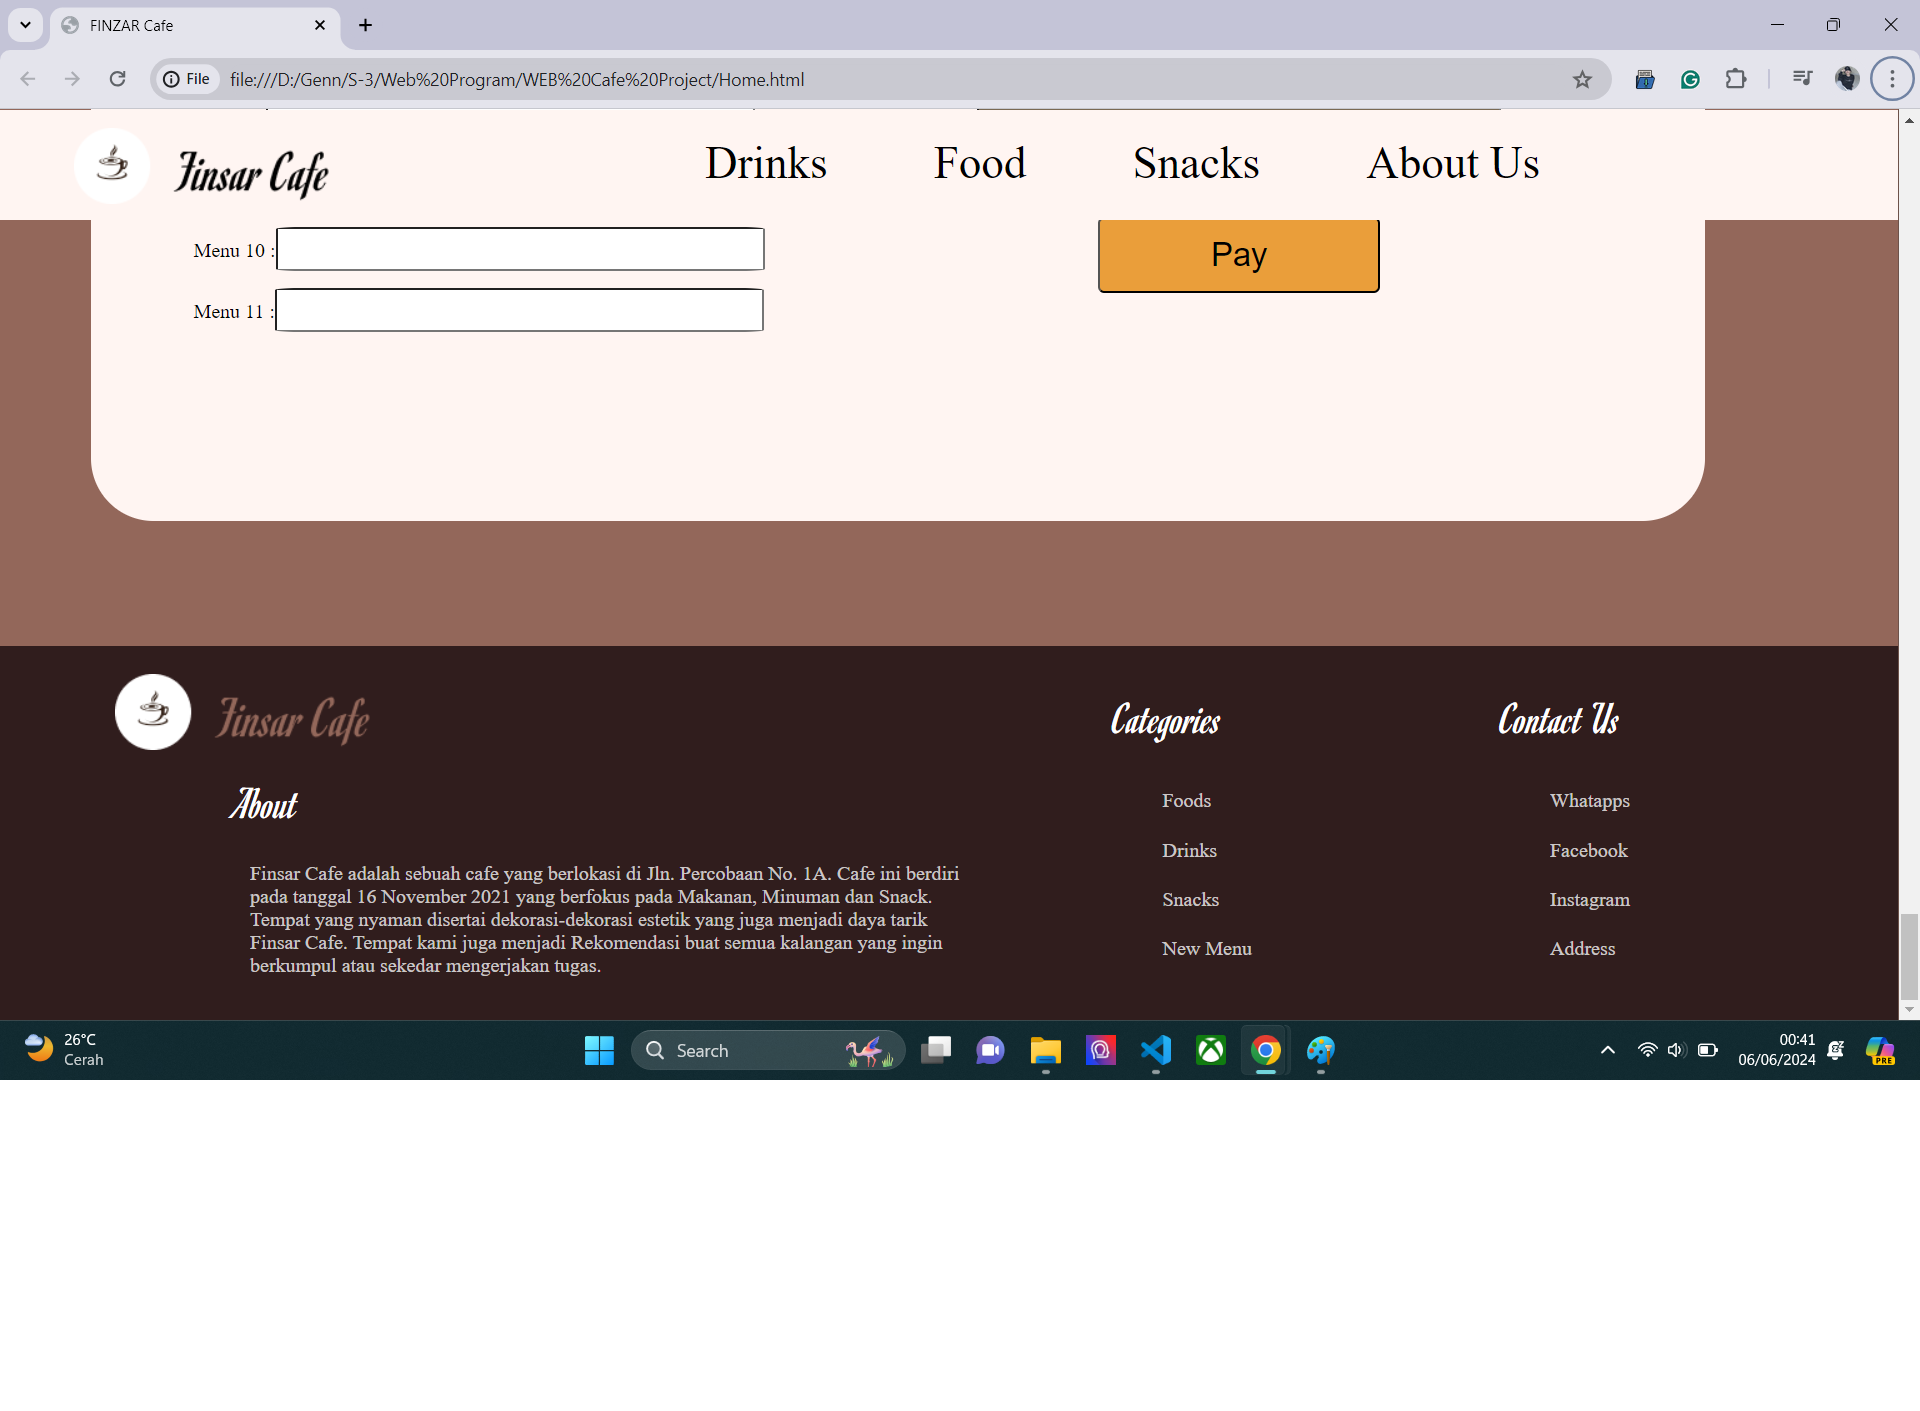 FINZAR Cafe
File
file:///D:/Genn/S-3/Web%20Program/WEB%20Cafe%20Project/Home.html
Finsar Cafe
Drinks
Food
Snacks
About Us
Menu 10 :
Pay
Menu 11 :
Finsar Cafe
Categories
Contact Us
About
Foods
Whatapps
Drinks
Facebook
Finsar Cafe adalah sebuah cafe yang berlokasi di Jln. Percobaan No. 1A. Cafe ini berdiri
pada tanggal 16 November 2021 yang berfokus pada Makanan, Minuman dan Snack.
Tempat yang nyaman disertai dekorasi-dekorasi estetik yang juga menjadi daya tarik
Finsar Cafe. Tempat kami juga menjadi Rekomendasi buat semua kalangan yang ingin
berkumpul atau sekedar mengerjakan tugas.
Snacks
Instagram
New Menu
Address
26°C
Cerah
Search
00:41
06/06/2024
PRE